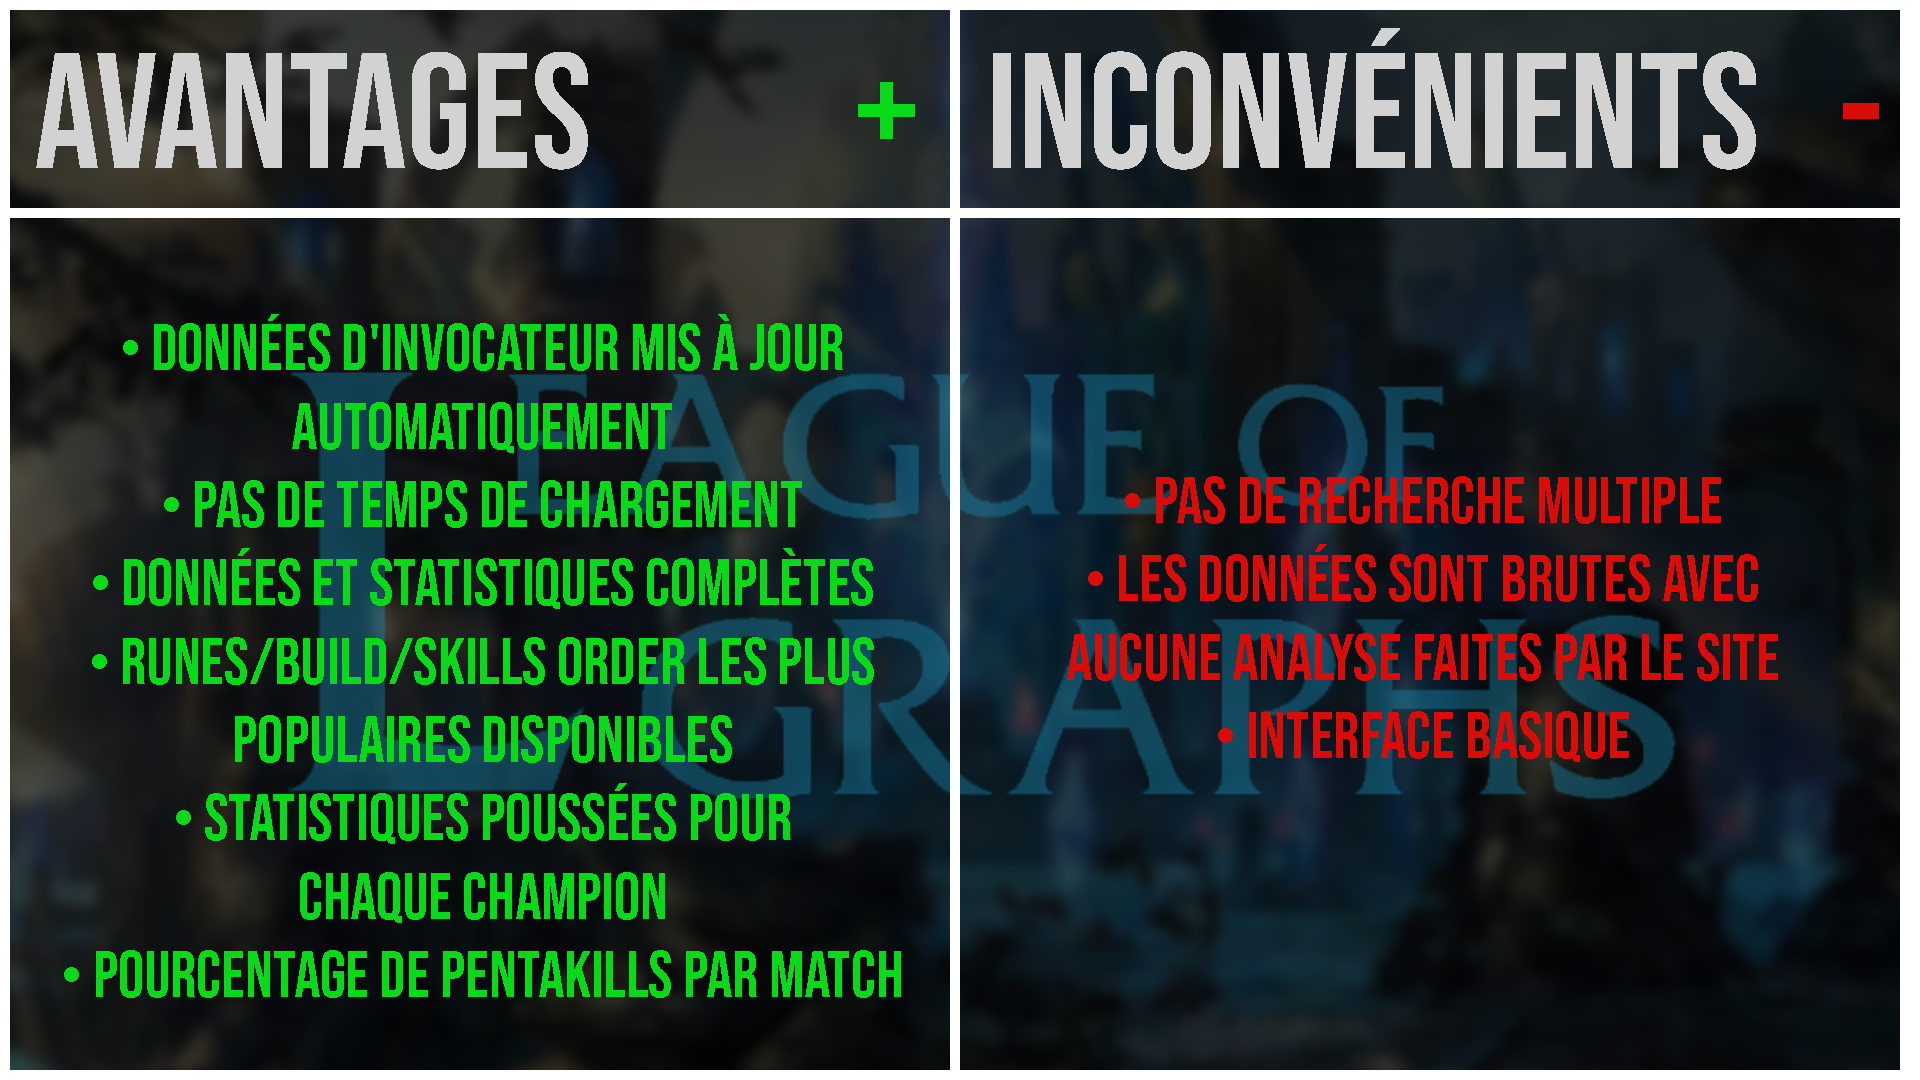 AVANTAGES +
• DONNÉES D'INVOCATEUR MIS À JOUR
AUTOMATIQUEMENT
• PAS DE TEMPS DE CHARGEMENT
• DONNÉES ET STATISTIQUES COMPLÈTES
• RUNES/BUILD/SKILLS ORDER LES PLUS
POPULAIRES DISPONIBLES
• STATISTIQUES POUSSÉES POUR
CHAQUE CHAMPION
• POURCENTAGE DE PENTAKILLS PAR MATCH
INCONVÉNIENTS -
• PAS DE RECHERCHE MULTIPLE
• LES DONNÉES SONT BRUTES AVEC
AUCUNE ANALYSE FAITES PAR LE SITE
• INTERFACE BASIQUE
LEAGUE OF
GRAPHS